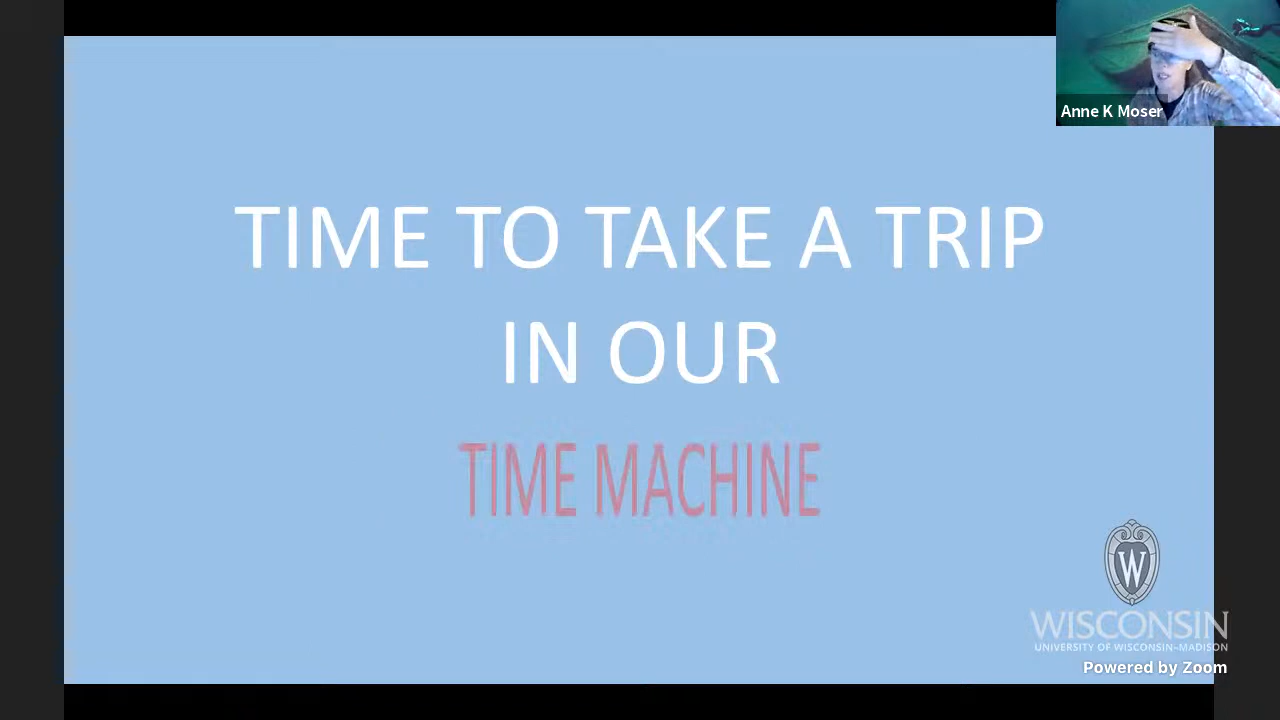 Anne K Moser
TIME TO TAKE A TRIP
IN OUR
TIME MACHINE
W
WISCONSIN
UNIVERSITY OF WISCONSIN–MADISON
Powered by Zoom